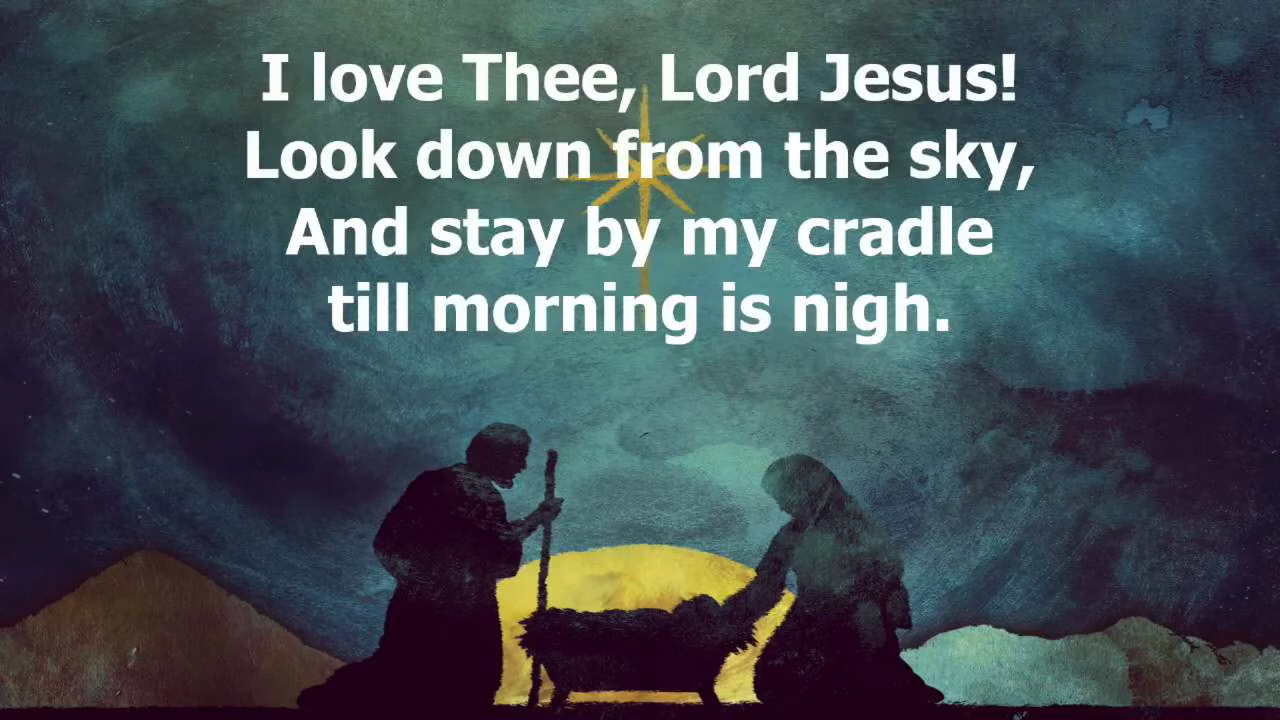 I love Thee, Lord Jesus!
Look down from the sky,
And stay by my cradle
till morning is nigh.